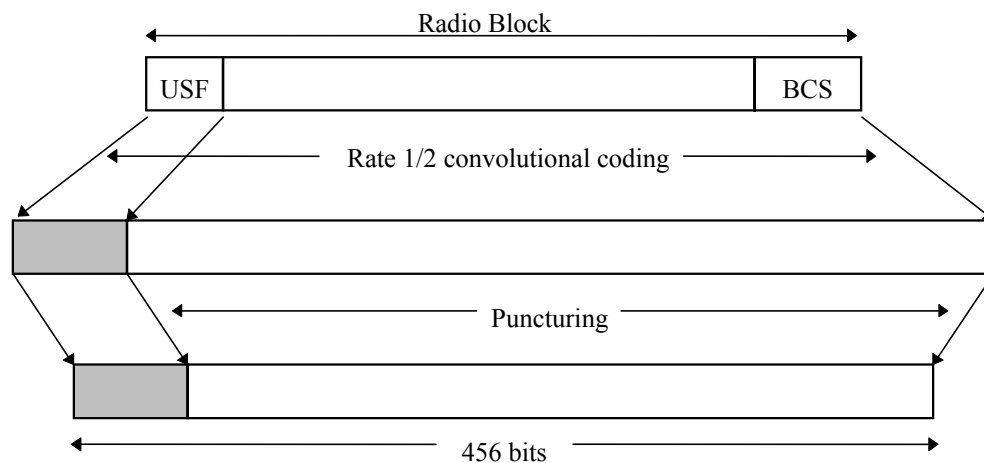 Radio Block
USF
BCS
Rate 1/2 convolutional coding
Puncturing
456 bits